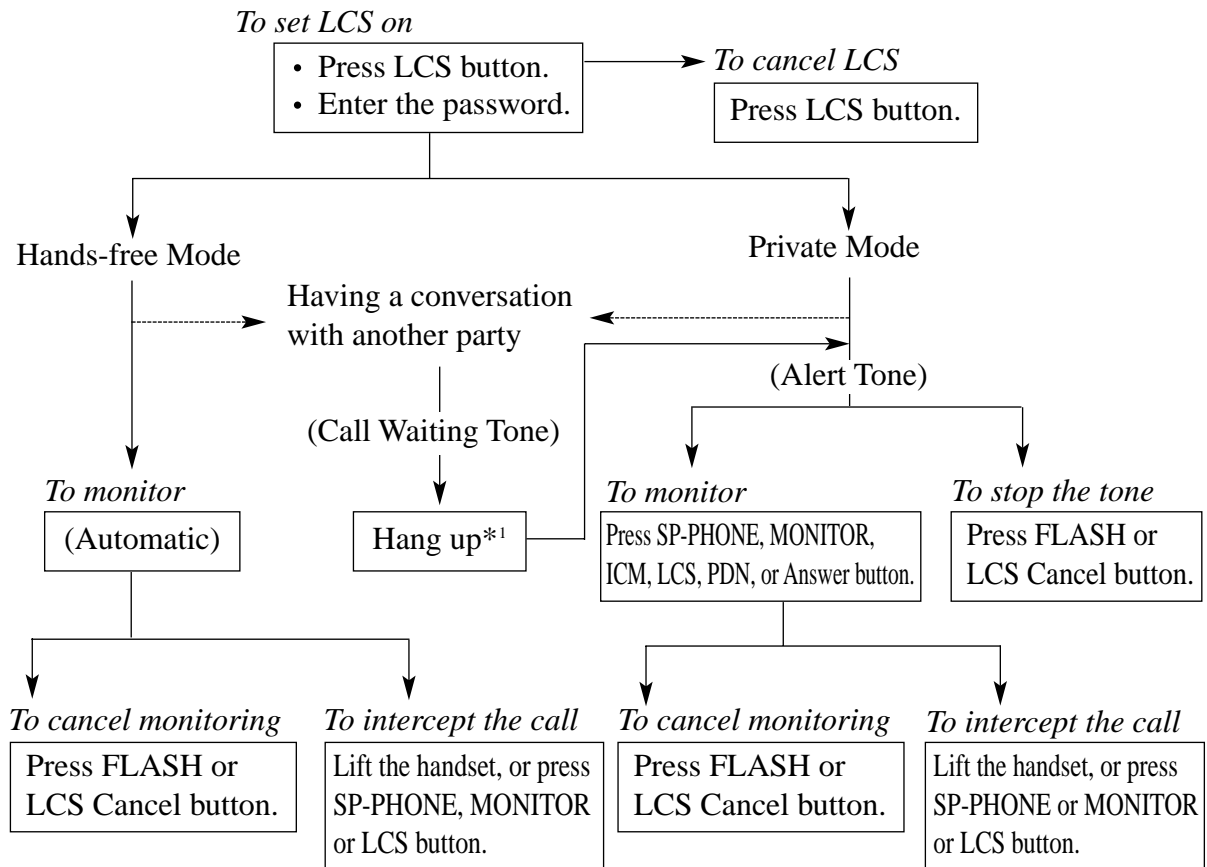 To set LCS on
• Press LCS button.
• Enter the password.
To cancel LCS
Press LCS button.
Hands-free Mode
Private Mode
Having a conversation
with another party
(Alert Tone)
(Call Waiting Tone)
To monitor
(Automatic)
Hang up*1
To monitor
Press SP-PHONE, MONITOR,
ICM, LCS, PDN, or Answer button.
To stop the tone
Press FLASH or
LCS Cancel button.
To cancel monitoring
Press FLASH or
LCS Cancel button.
To intercept the call
Lift the handset, or press
SP-PHONE, MONITOR
or LCS button.
To cancel monitoring
Press FLASH or
LCS Cancel button.
To intercept the call
Lift the handset, or press
SP-PHONE or MONITOR
or LCS button.